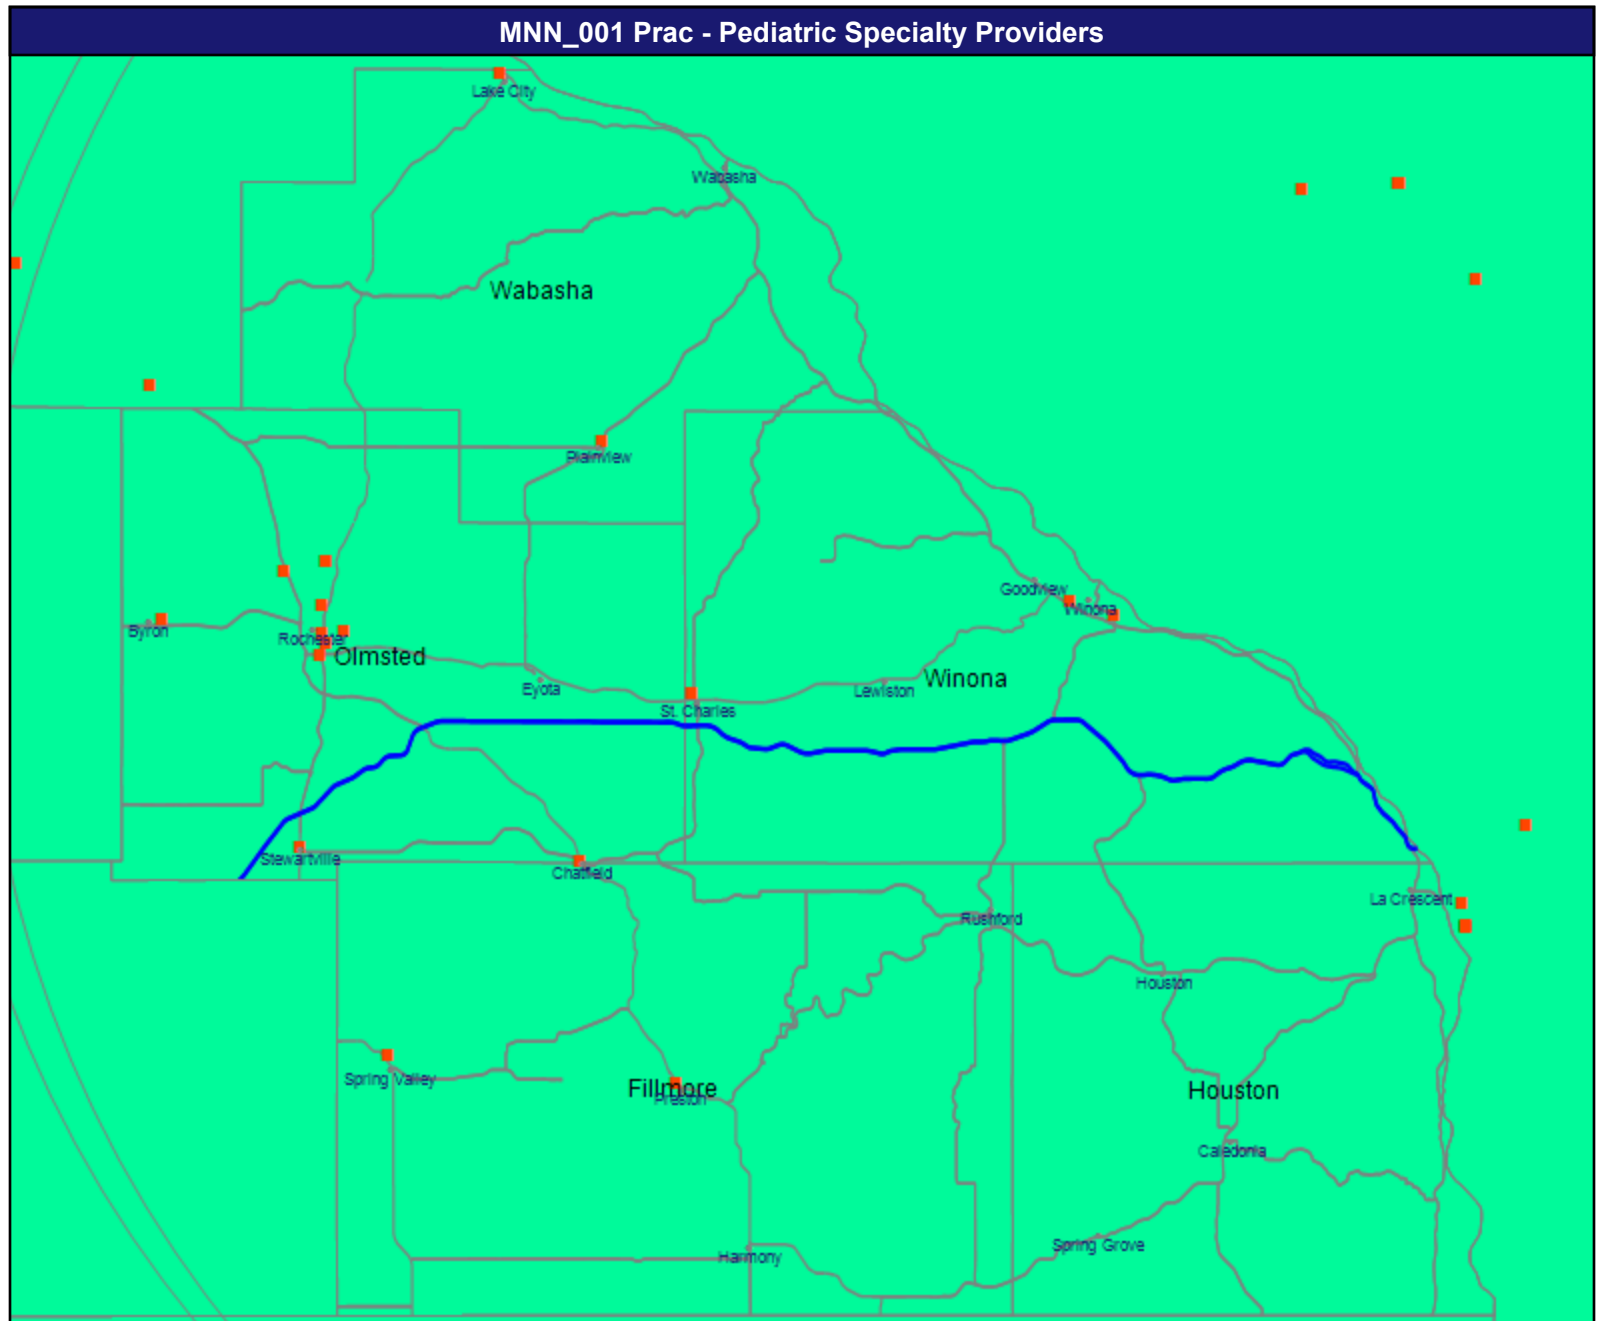 MNN_001 Prac - Pediatric Specialty Providers
Lake City
Wabasha
Wabasha
Plainview
Goodview
Winona
Byron
Rochester
Olmsted
Winona
Eyota
Lewiston
St. Charles
Stewartville
Chatfield
La Crescent
Rushford
Houston
Spring Valley
Fillmore
Preston
Houston
Caledonia
Harmony
Spring Grove